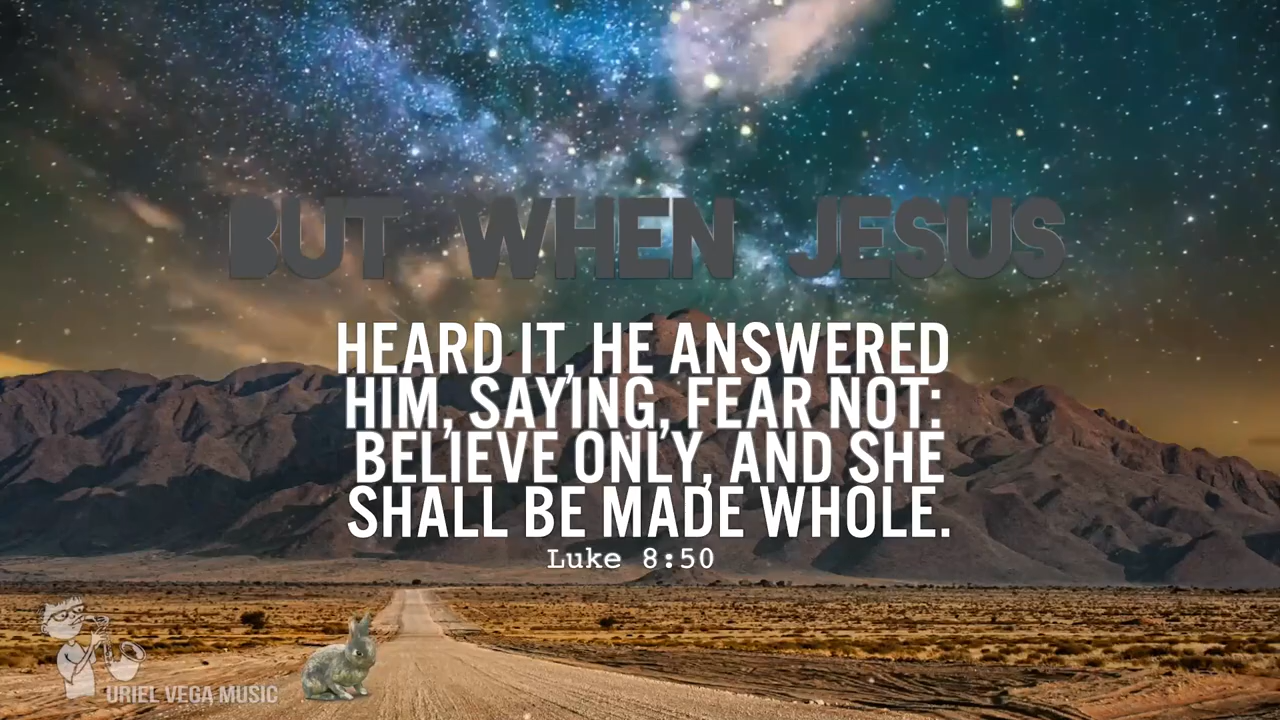 BUT WHEN JESUS
HEARD IT, HE ANSWERED
HIM, SAYING, FEAR NOT:
BELIEVE ONLY, AND SHE
SHALL BE MADE WHOLE.
Luke 8:50
URIEL VEGA MUSIC